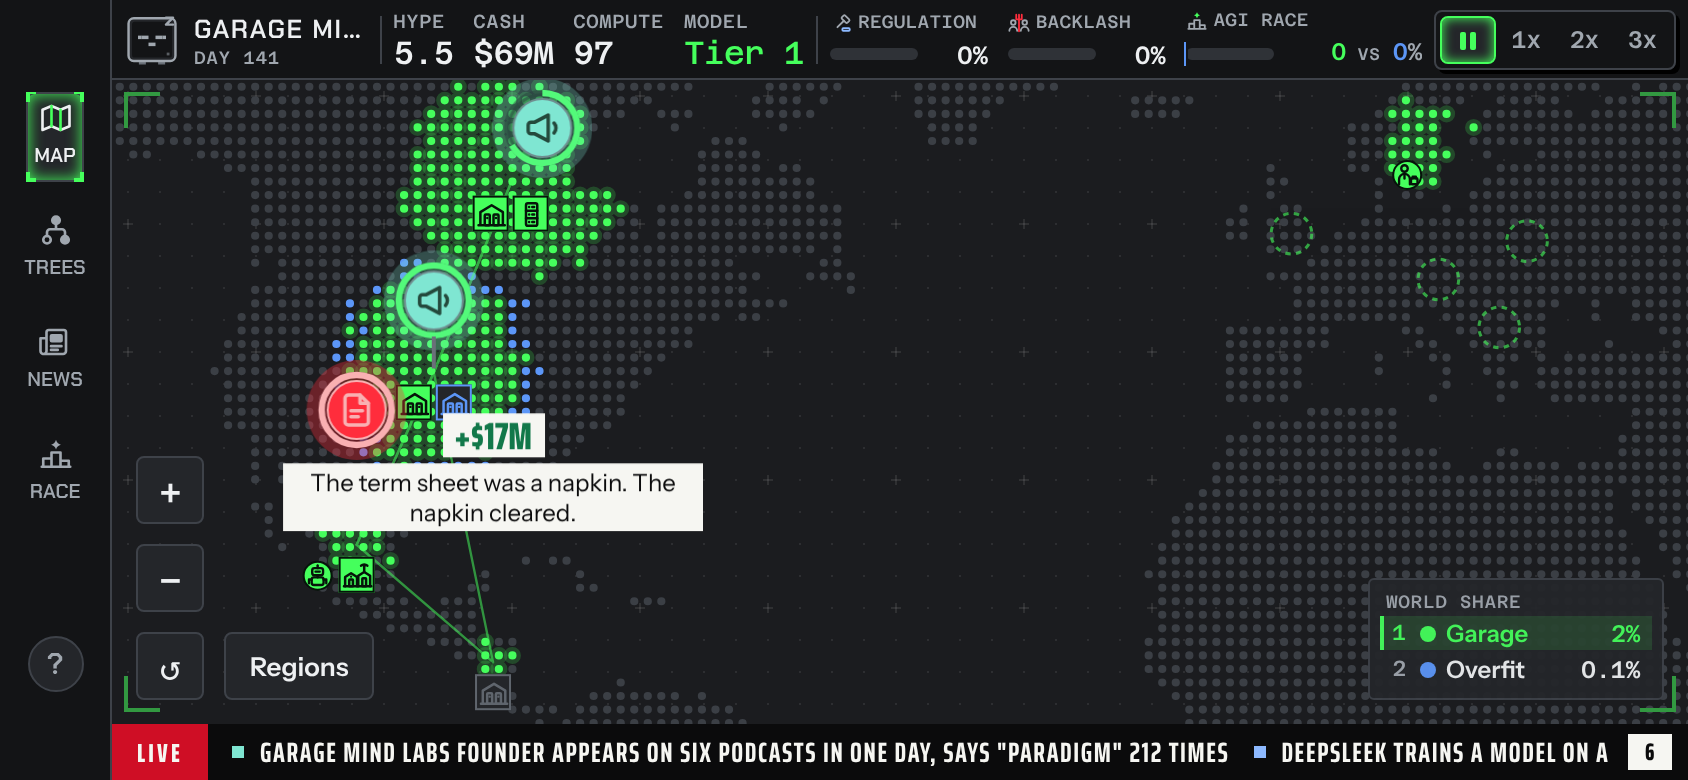 GARAGE MI...
DAY 141
HYPE
5.5
CASH
$69M
COMPUTE
97
MODEL
Tier 1
REGULATION
0%
BACKLASH
0%
AGI RACE
0 VS 0%
1x
2x
3x
MAP
TREES
NEWS
RACE
?
+
−
↺
Regions
+$17M
The term sheet was a napkin. The
napkin cleared.
WORLD SHARE
1 Garage 2%
2 Overfit 0.1%
LIVE
GARAGE MIND LABS FOUNDER APPEARS ON SIX PODCASTS IN ONE DAY, SAYS "PARADIGM" 212 TIMES
DEEPSLEEK TRAINS A MODEL ON A
6